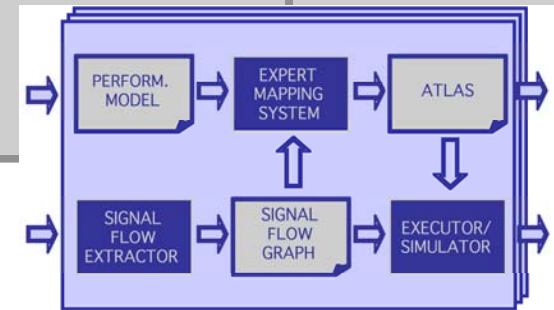 PERFORM.
MODEL
EXPERT
MAPPING
SYSTEM
ATLAS
SIGNAL
FLOW
EXTRACTOR
SIGNAL
FLOW
GRAPH
EXECUTOR/
SIMULATOR